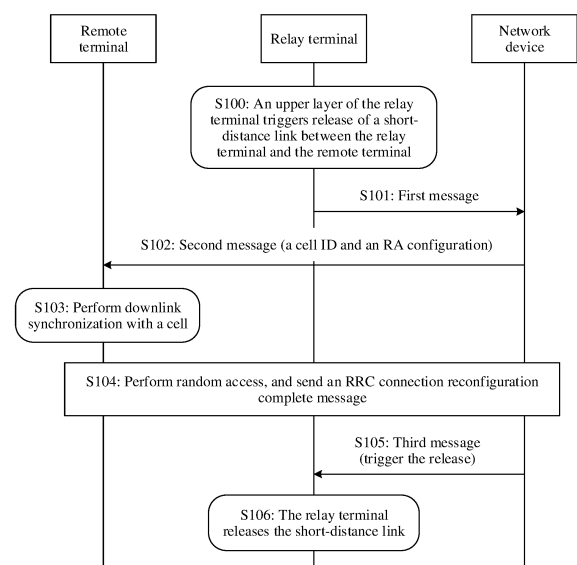 Remote
terminal
Relay terminal
Network
device
S100: An upper layer of the relay
terminal triggers release of a short-
distance link between the relay
terminal and the remote terminal
S101: First message
S102: Second message (a cell ID and an RA configuration)
S103: Perform downlink
synchronization with a cell
S104: Perform random access, and send an RRC connection reconfiguration
complete message
S105: Third message
(trigger the release)
S106: The relay terminal
releases the short-distance link